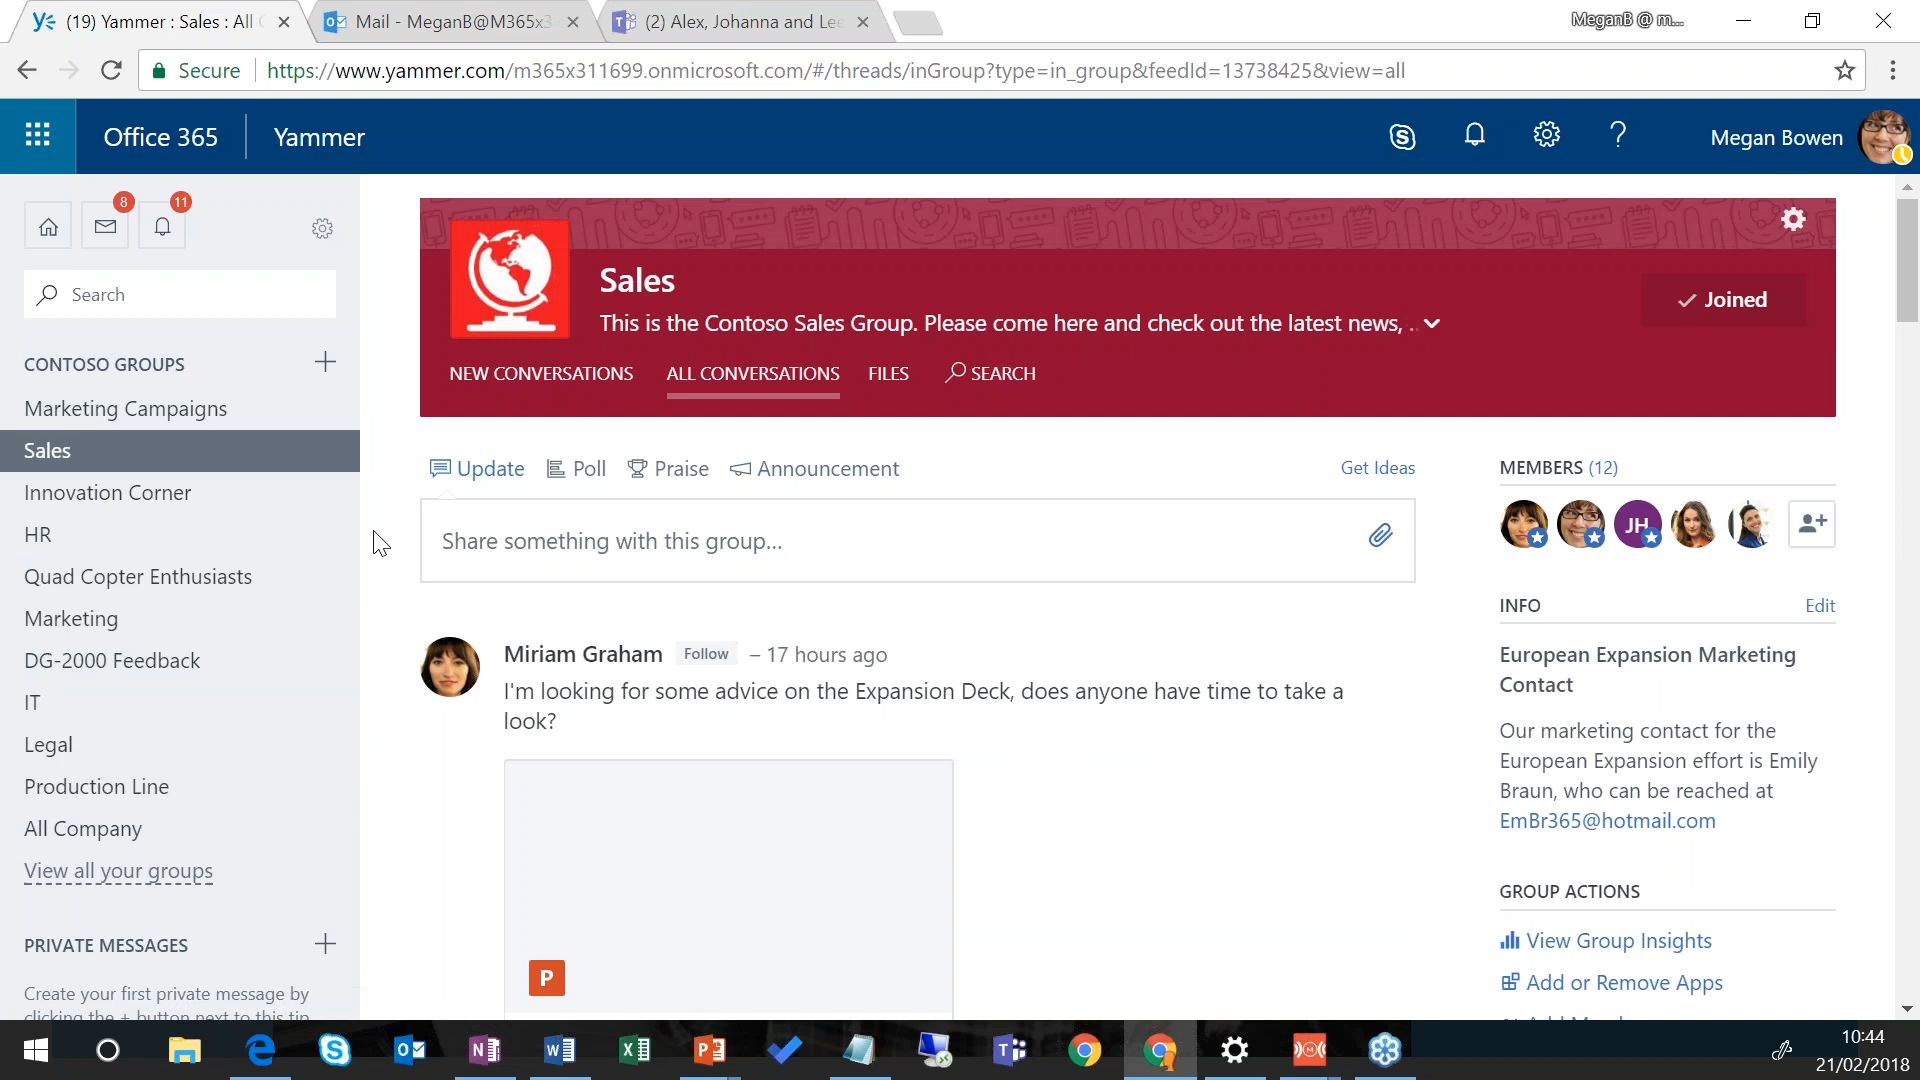 (19) Yammer : Sales : All C
Mail - MeganB@M365x3
(2) Alex, Johanna and Lee
MeganB @ m...
Secure
https://www.yammer.com/m365x311699.onmicrosoft.com/#/threads/inGroup?type=in_group&feedId=13738425&view=all
Office 365
Yammer
Megan Bowen
8
11
Search
CONTOSO GROUPS
Marketing Campaigns
Sales
Innovation Corner
HR
Quad Copter Enthusiasts
Marketing
DG-2000 Feedback
IT
Legal
Production Line
All Company
View all your groups
PRIVATE MESSAGES
Create your first private message by
clicking the + button next to this tip
Sales
This is the Contoso Sales Group. Please come here and check out the latest news, ..
Joined
NEW CONVERSATIONS
ALL CONVERSATIONS
FILES
SEARCH
Update
Poll
Praise
Announcement
Get Ideas
Share something with this group...
Miriam Graham
Follow
– 17 hours ago
I'm looking for some advice on the Expansion Deck, does anyone have time to take a
look?
P
MEMBERS (12)
JH
INFO
Edit
European Expansion Marketing
Contact
Our marketing contact for the
European Expansion effort is Emily
Braun, who can be reached at
EmBr365@hotmail.com
GROUP ACTIONS
View Group Insights
Add or Remove Apps
10:44
21/02/2018